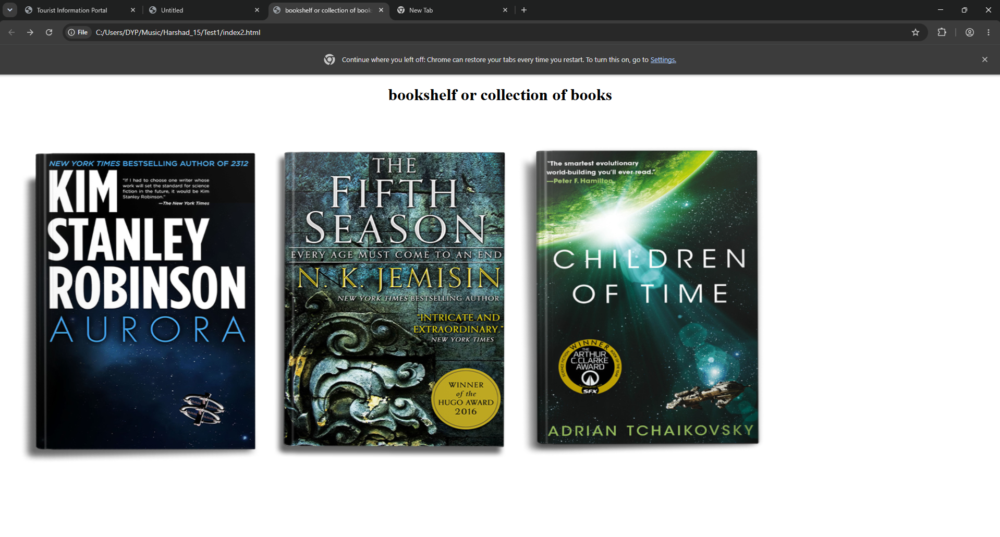 Tourist Information Portal
Untitled
bookshelf or collection of book
New Tab
File
C:/Users/DYP/Music/Harshad_15/Test1/index2.html
Continue where you left off: Chrome can restore your tabs every time you restart. To turn this on, go to Settings.
bookshelf or collection of books
NEW YORK TIMES BESTSELLING AUTHOR OF 2312
KIM
"If I had to choose one writer whose
work will set the standard for science
fiction in the future, it would be Kim
Stanley Robinson."
—The New York Times
STANLEY
ROBINSON
AURORA
THE
FIFTH
SEASON
EVERY AGE MUST COME TO AN END
N. K. JEMISIN
NEW YORK TIMES BESTSELLING AUTHOR
"INTRICATE AND
EXTRAORDINARY."
—NEW YORK TIMES
WINNER
of the
HUGO AWARD
2016
"The smartest evolutionary
world-building you'll ever read."
—Peter F. Hamilton
CHILDREN
OF TIME
WINNER
SCIENCE FICTION
BOOK OF THE YEAR
THE
ARTHUR
C.CLARKE
AWARD
SFX
ADRIAN TCHAIKOVSKY